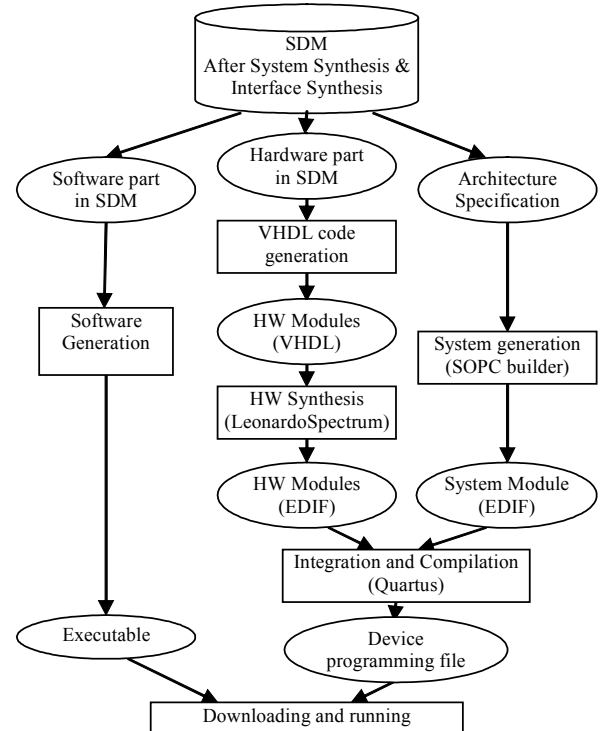 SDM
After System Synthesis &
Interface Synthesis
Software part
in SDM
Hardware part
in SDM
Architecture
Specification
VHDL code
generation
Software
Generation
HW Modules
(VHDL)
System generation
(SOPC builder)
HW Synthesis
(LeonardoSpectrum)
HW Modules
(EDIF)
System Module
(EDIF)
Integration and Compilation
(Quartus)
Executable
Device
programming file
Downloading and running